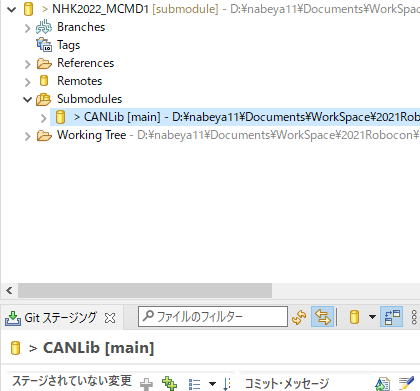 > NHK2022_MCMD1 [submodule] - D:¥nabeya11¥Documents¥WorkSpa
Branches
Tags
References
Remotes
Submodules
> CANLib [main] - D:¥nabeya11¥Documents¥WorkSpace¥2021Rob
Working Tree - D:¥nabeya11¥Documents¥WorkSpace¥2021Robocon¥
Git ステージング
ファイルのフィルター
> CANLib [main]
ステージされていない変更
コミット・メッセージ